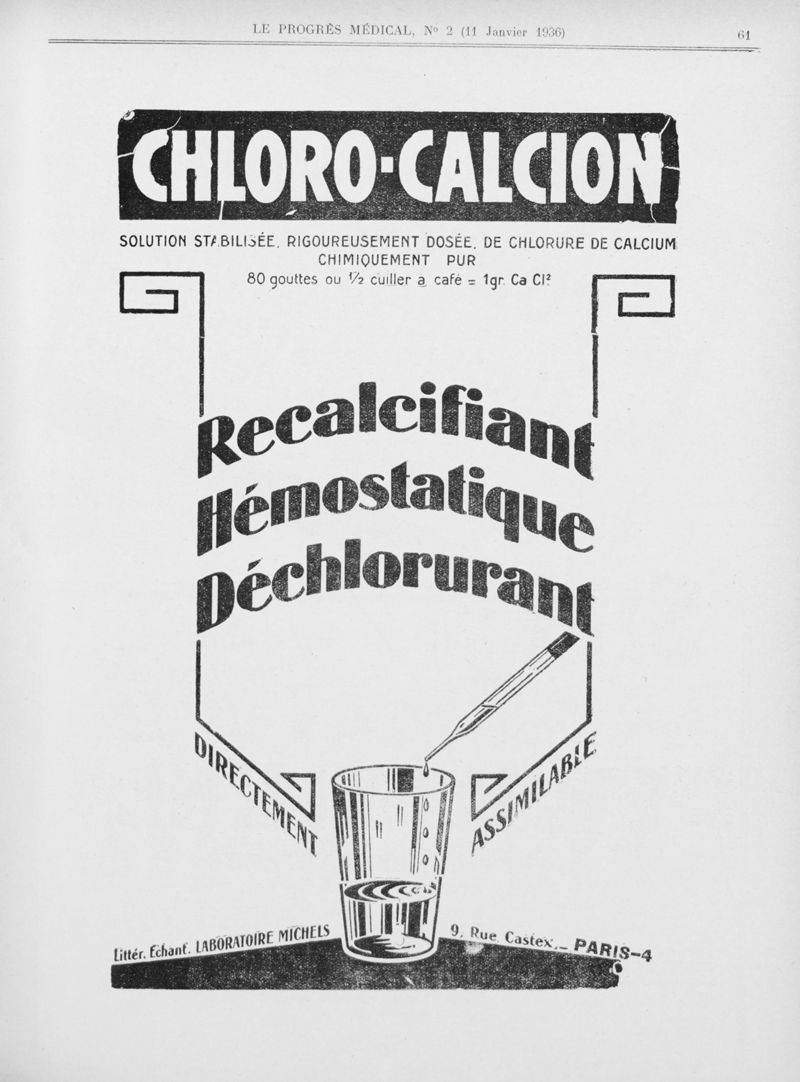 LE PROGRÈS MÉDICAL, Nº 2 (11 Janvier 1936)
61
CHLORO-CALCION
SOLUTION STABILISÉE, RIGOUREUSEMENT DOSÉE, DE CHLORURE DE CALCIUM
CHIMIQUEMENT PUR
80 gouttes ou 1/2 cuiller à café = 1gr. Ca Cl²
Recalcifiant
Hémostatique
Déchlorurant
DIRECTEMENT
ASSIMILABLE
Littér. Echant. LABORATOIRE MICHELS
9, Rue Castex,_ PARIS-4